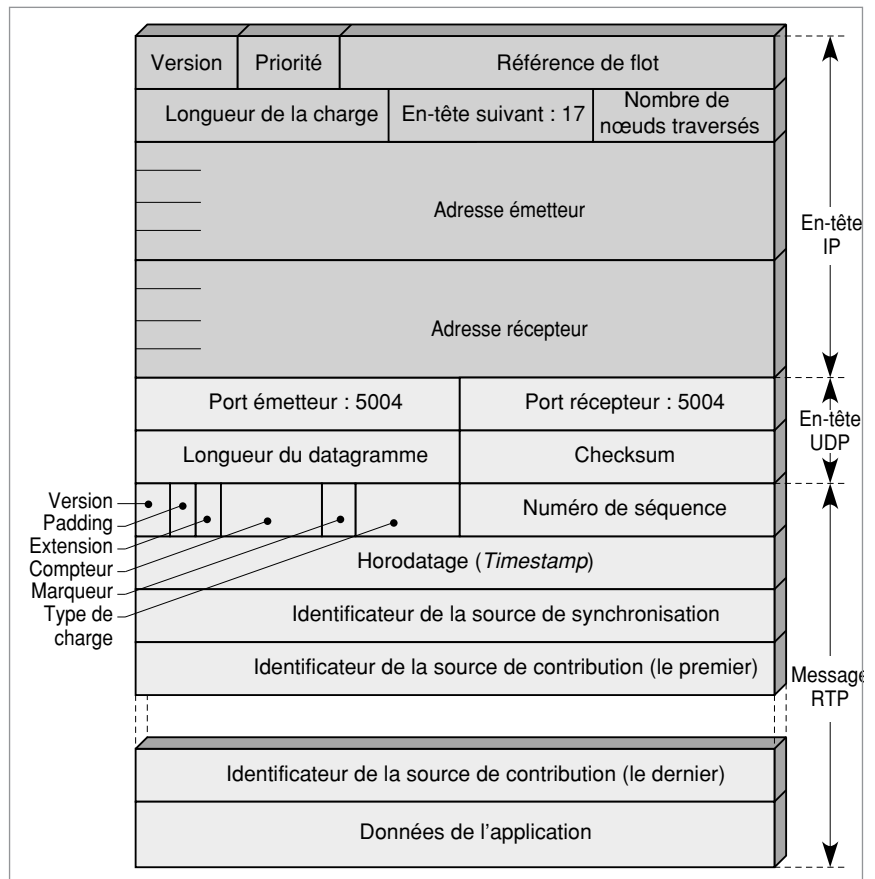 Version Priorité Référence de flot
Longueur de la charge En-tête suivant : 17 Nombre de
nœuds traversés
Adresse émetteur
En-tête
IP
Adresse récepteur
Port émetteur : 5004 Port récepteur : 5004
En-tête
UDP
Longueur du datagramme Checksum
Version
Padding
Extension
Compteur
Marqueur
Type de
charge
Numéro de séquence
Horodatage (Timestamp)
Identificateur de la source de synchronisation
Identificateur de la source de contribution (le premier)
Message
RTP
Identificateur de la source de contribution (le dernier)
Données de l'application